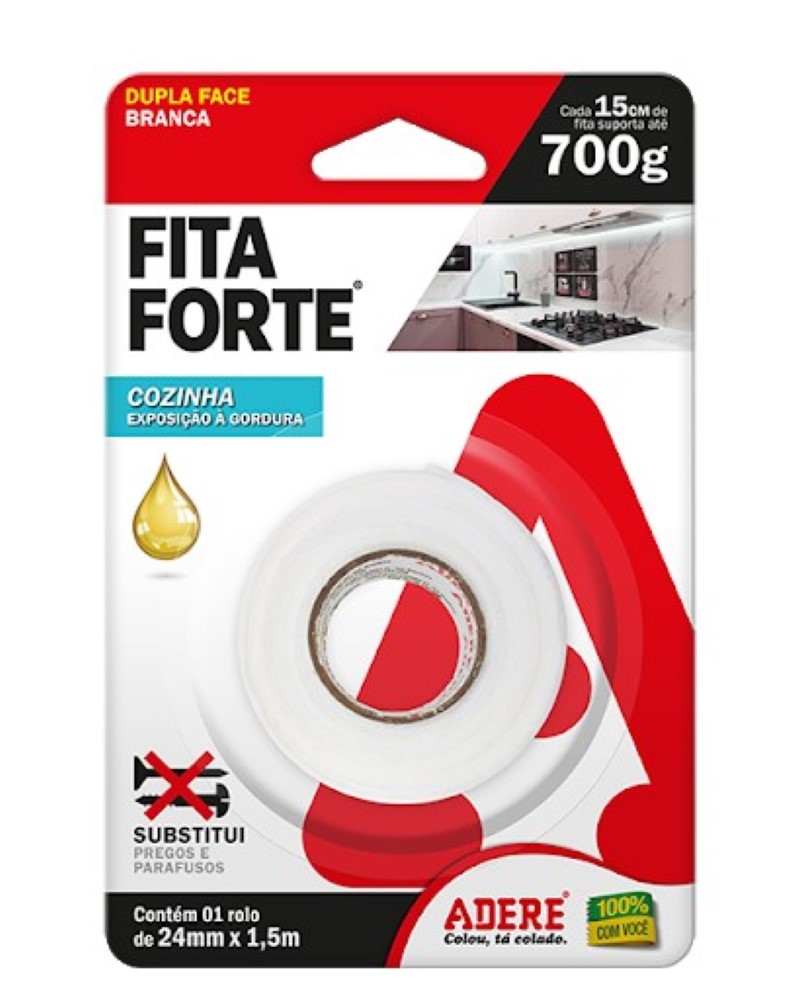 DUPLA FACE
BRANCA
Cada 15CM de
fita suporta até
700g
FITA
FORTE®
COZINHA
EXPOSIÇÃO À GORDURA
SUBSTITUI
PREGOS E
PARAFUSOS
Contém 01 rolo
de 24mm x 1,5m
ADERE®
Colou, tá colado.
100%
COM VOCÊ